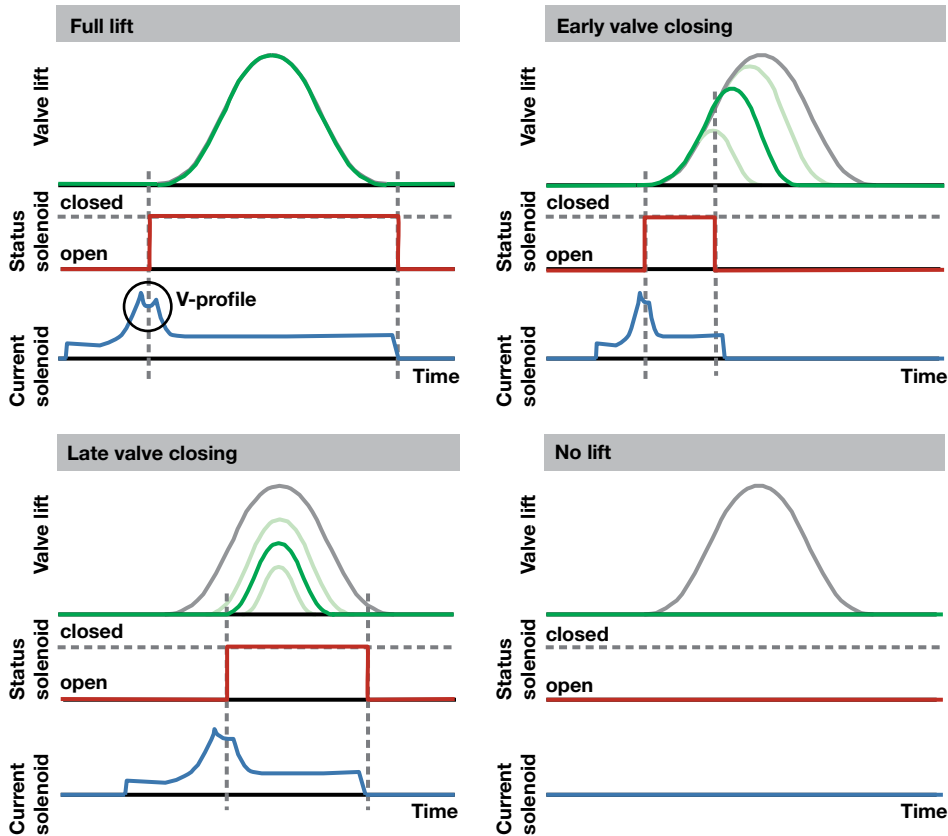 Full lift
Valve lift
closed
Status
solenoid
open
V-profile
Current
solenoid
Time
Early valve closing
Valve lift
closed
Status
solenoid
open
Current
solenoid
Time
Late valve closing
Valve lift
closed
Status
solenoid
open
Current
solenoid
Time
No lift
Valve lift
closed
Status
solenoid
open
Current
solenoid
Time